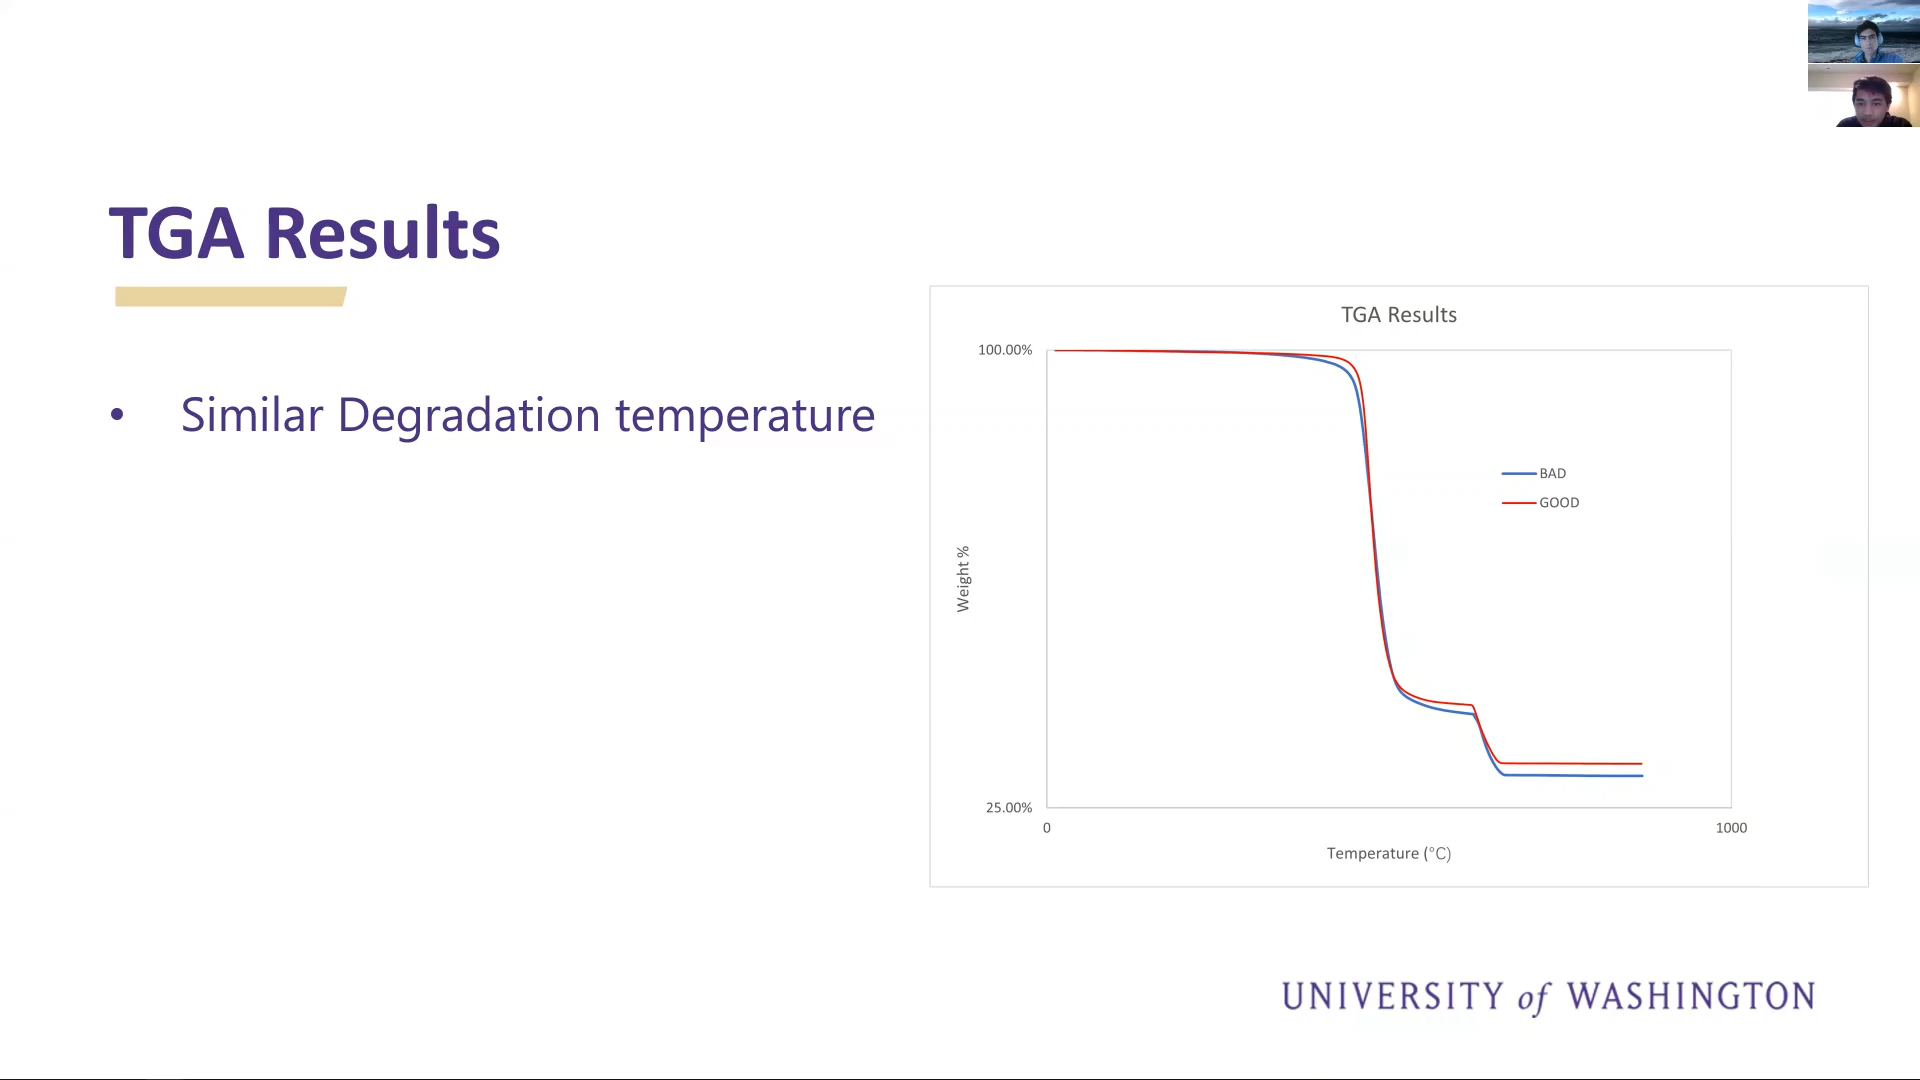 TGA Results
• Similar Degradation temperature
TGA Results
100.00%
BAD
GOOD
Weight %
25.00%
0
1000
Temperature (°C)
UNIVERSITY of WASHINGTON